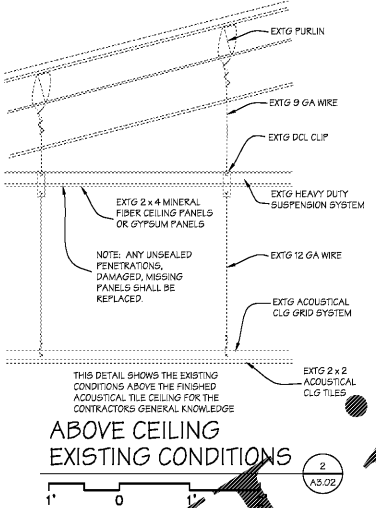 EXTG PURLIN
EXTG 9 GA WIRE
EXTG DCL CLIP
EXTG HEAVY DUTY
SUSPENSION SYSTEM
EXTG 2 x 4 MINERAL
FIBER CEILING PANELS
OR GYPSUM PANELS
NOTE: ANY UNSEALED
PENETRATIONS,
DAMAGED, MISSING
PANELS SHALL BE
REPLACED.
EXTG 12 GA WIRE
EXTG ACOUSTICAL
CLG GRID SYSTEM
EXTG 2 x 2
ACOUSTICAL
CLG TILES
THIS DETAIL SHOWS THE EXISTING
CONDITIONS ABOVE THE FINISHED
ACOUSTICAL TILE CEILING FOR THE
CONTRACTORS GENERAL KNOWLEDGE
ABOVE CEILING
EXISTING CONDITIONS
2
A3.02
1' 0 1'